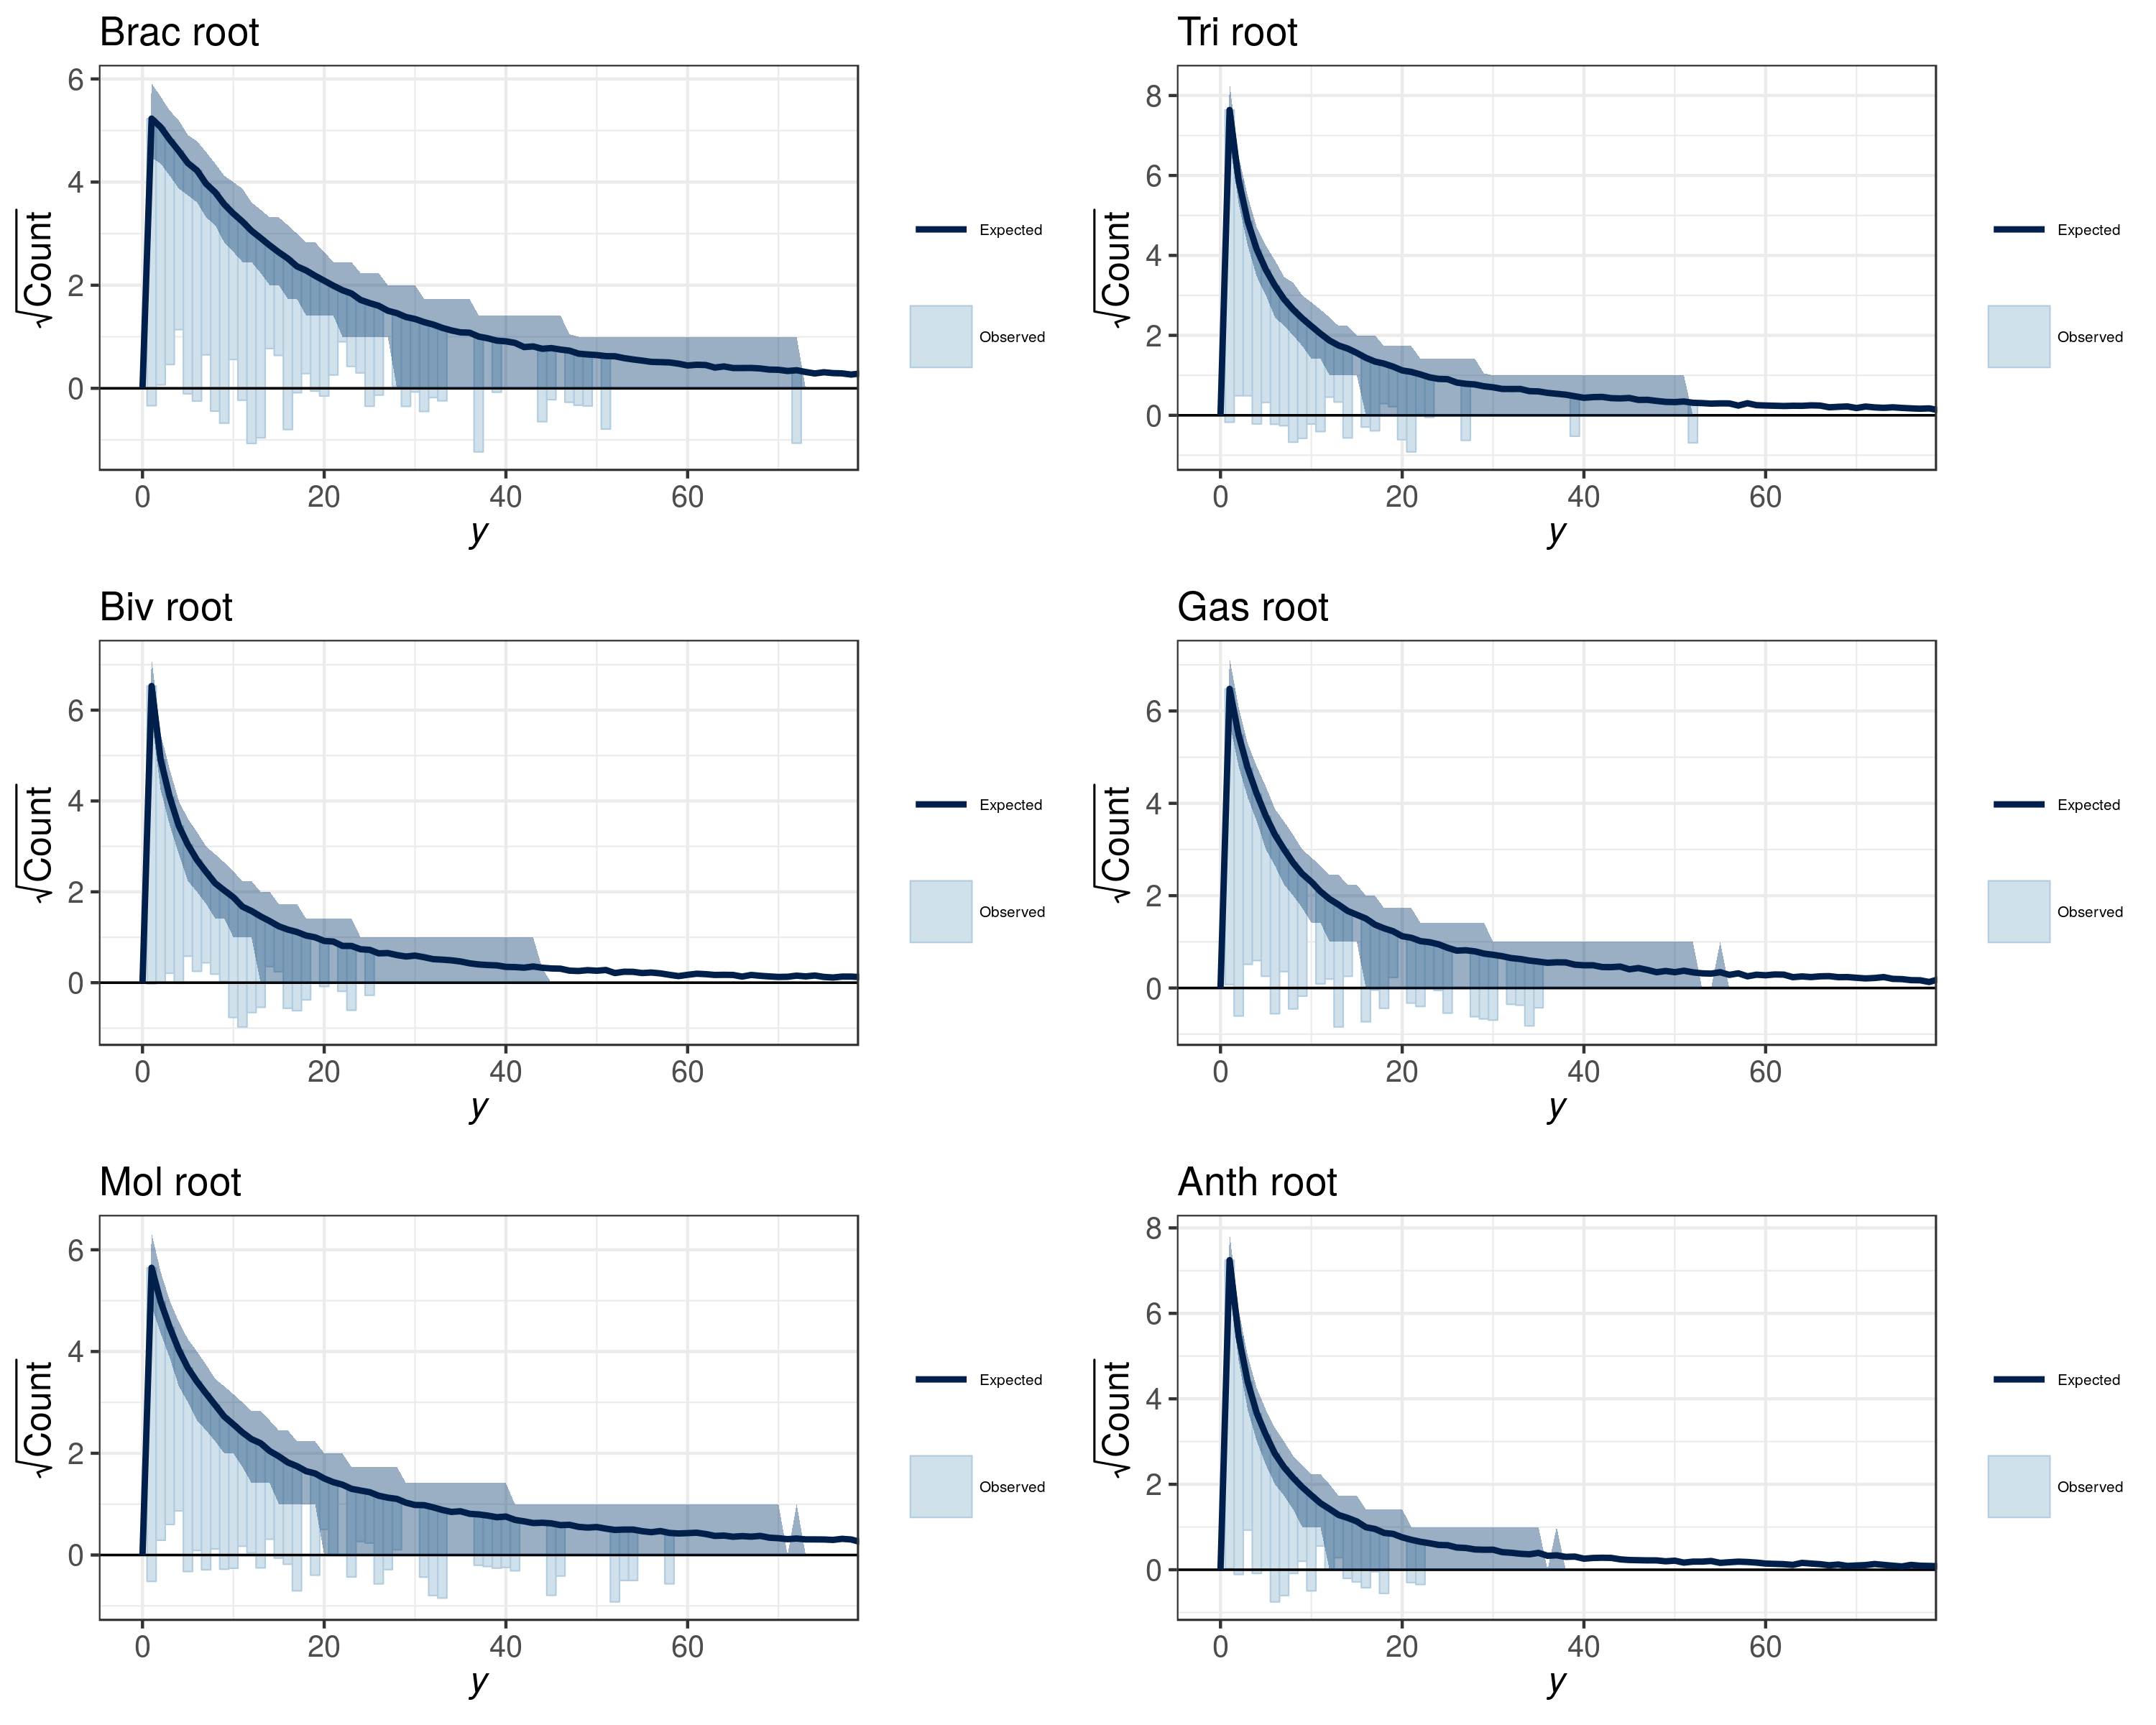 Brac root
6
4
2
0
√Count
0 20 40 60
y
Expected
Observed
Tri root
8
6
4
2
0
√Count
0 20 40 60
y
Expected
Observed
Biv root
6
4
2
0
√Count
0 20 40 60
y
Expected
Observed
Gas root
6
4
2
0
√Count
0 20 40 60
y
Expected
Observed
Mol root
6
4
2
0
√Count
0 20 40 60
y
Expected
Observed
Anth root
8
6
4
2
0
√Count
0 20 40 60
y
Expected
Observed